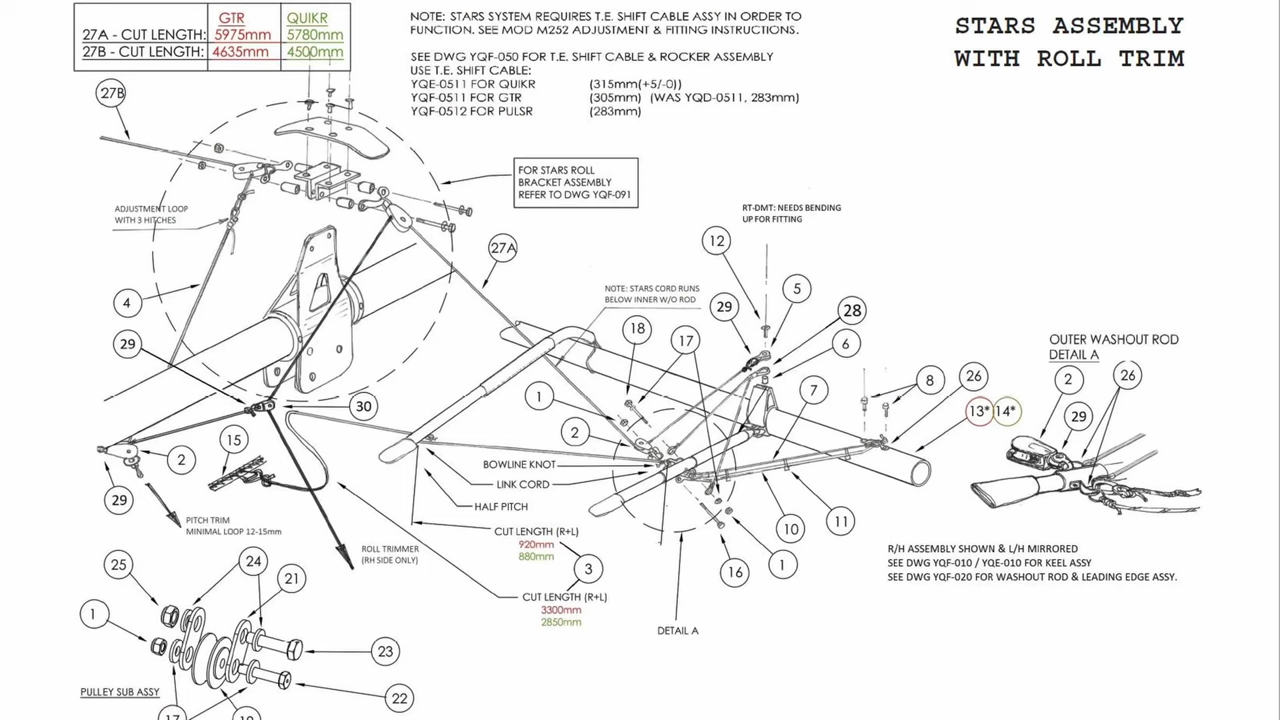 GTR QUIKR
27A - CUT LENGTH: 5975mm 5780mm
27B - CUT LENGTH: 4635mm 4500mm
NOTE: STARS SYSTEM REQUIRES T.E. SHIFT CABLE ASSY IN ORDER TO
FUNCTION. SEE MOD M252 ADJUSTMENT & FITTING INSTRUCTIONS.
SEE DWG YQF-050 FOR T.E. SHIFT CABLE & ROCKER ASSEMBLY
USE T.E. SHIFT CABLE:
YQE-0511 FOR QUIKR (315mm(+5/-0))
YQF-0511 FOR GTR (305mm) (WAS YQD-0511, 283mm)
YQF-0512 FOR PULSR (283mm)
STARS ASSEMBLY
WITH ROLL TRIM
27B
FOR STARS ROLL
BRACKET ASSEMBLY
REFER TO DWG YQF-091
ADJUSTMENT LOOP
WITH 3 HITCHES
RT-DMT: NEEDS BENDING
UP FOR FITTING
27A
12
4
NOTE: STARS CORD RUNS
BELOW INNER W/O ROD
5
29
28
29
18
17
6
OUTER WASHOUT ROD
DETAIL A
7
8
26
2
26
1
30
13* 14*
29
15
2
2
BOWLINE KNOT
LINK CORD
29
HALF PITCH
PITCH TRIM
MINIMAL LOOP 12-15mm
10
11
CUT LENGTH (R+L)
920mm
880mm
ROLL TRIMMER
(RH SIDE ONLY)
3
16
1
R/H ASSEMBLY SHOWN & L/H MIRRORED
SEE DWG YQF-010 / YQE-010 FOR KEEL ASSY
SEE DWG YQF-020 FOR WASHOUT ROD & LEADING EDGE ASSY.
25
24
21
CUT LENGTH (R+L)
3300mm
2850mm
1
DETAIL A
23
PULLEY SUB ASSY
22
17